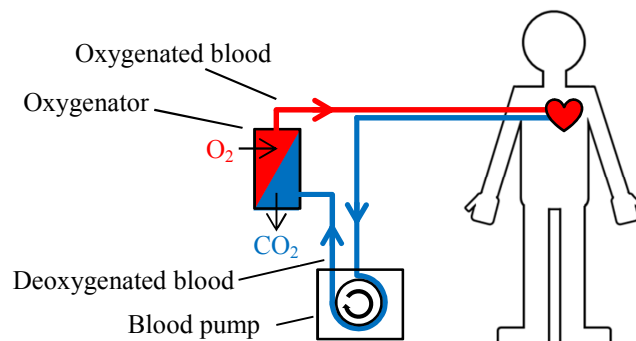 Oxygenated blood
Oxygenator
O₂
CO₂
Deoxygenated blood
Blood pump